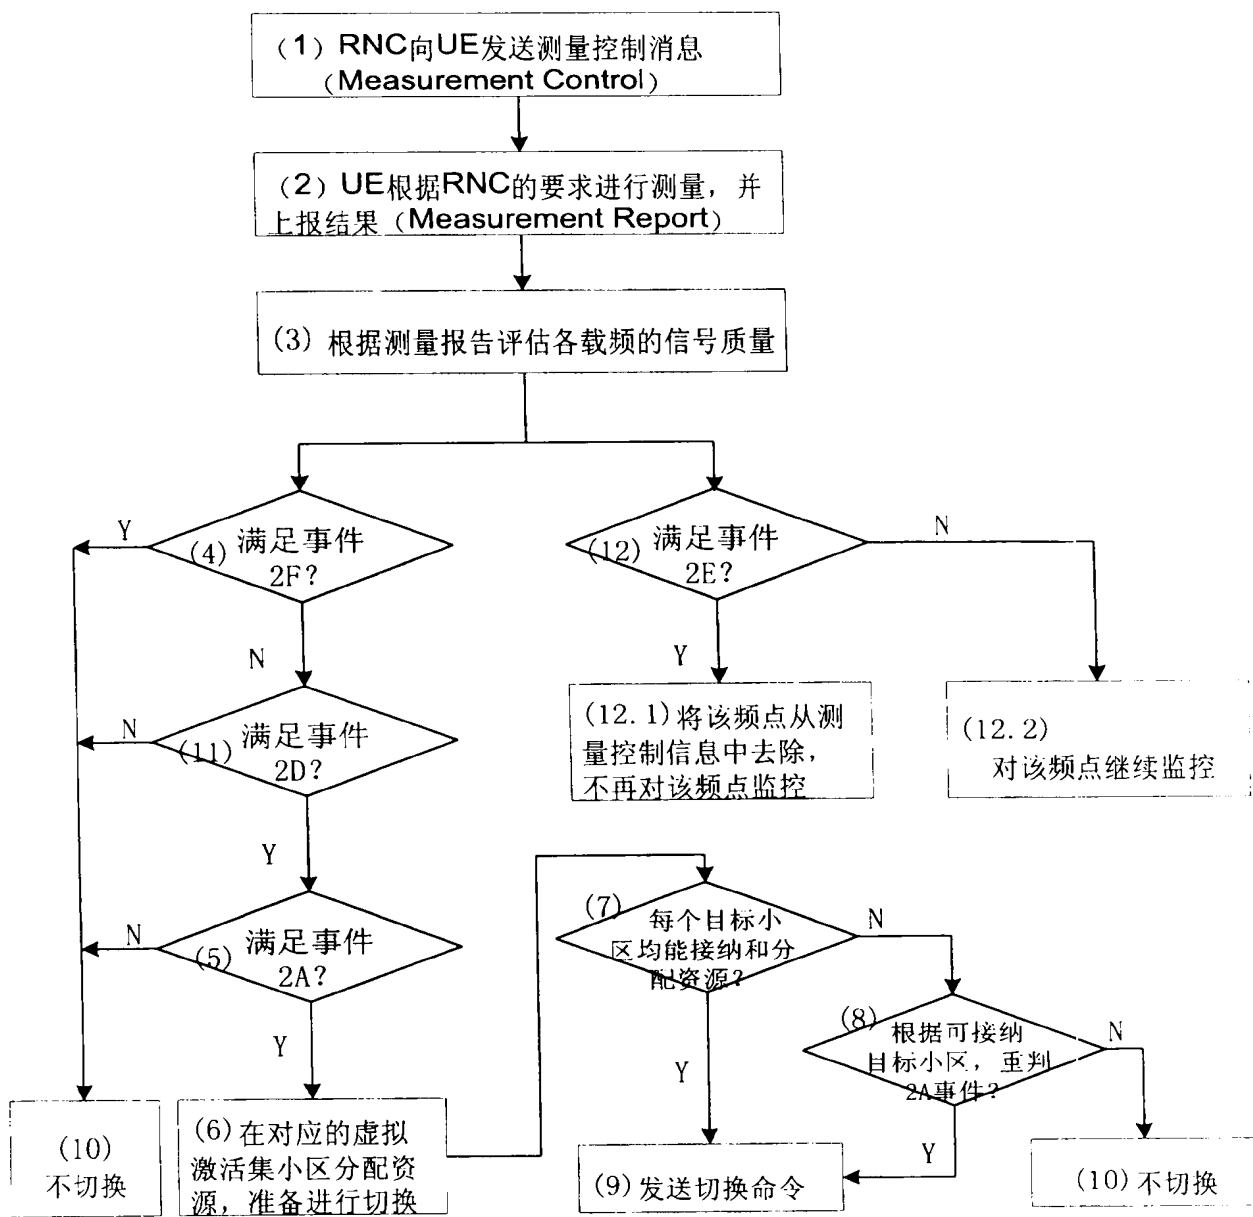 (1) RNC向UE发送测量控制消息
(Measurement Control)
(2) UE根据RNC的要求进行测量，并
上报结果 (Measurement Report)
(3) 根据测量报告评估各载频的信号质量
Y
(4) 满足事件
2F?
N
(12) 满足事件
2E?
N
Y
N
(11) 满足事件
2D?
Y
(12.1) 将该频点从测
量控制信息中去除，
不再对该频点监控
(12.2)
对该频点继续监控
N
(5) 满足事件
2A?
Y
(7) 每个目标小
区均能接纳和分
配资源?
N
Y
(8) 根据可接纳
目标小区，重判
2A事件?
N
Y
(10)
不切换
(6) 在对应的虚拟
激活集小区分配资
源，准备进行切换
(9) 发送切换命令
(10) 不切换